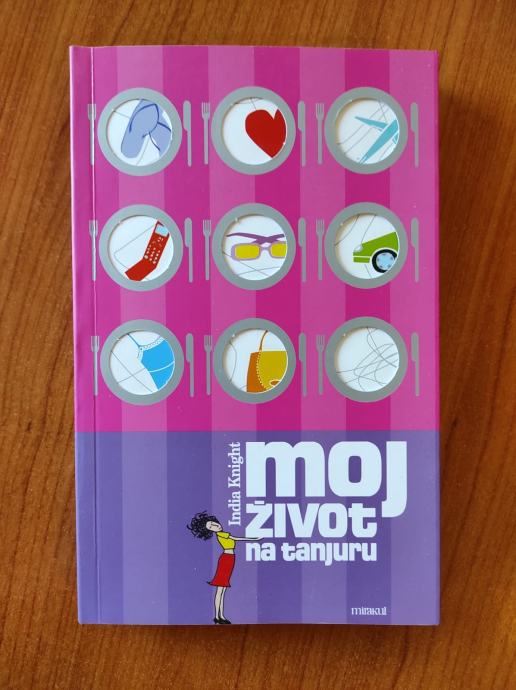 India Knight
moj
život
na tanjuru
mirakul